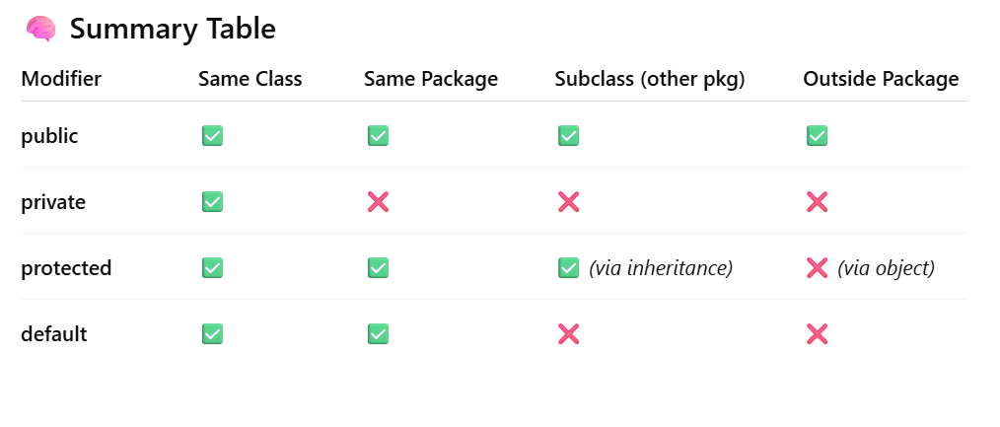 🧠 Summary Table
Modifier Same Class Same Package Subclass (other pkg) Outside Package
public ✅ ✅ ✅ ✅
private ✅ ❌ ❌ ❌
protected ✅ ✅ ✅ (via inheritance) ❌ (via object)
default ✅ ✅ ❌ ❌